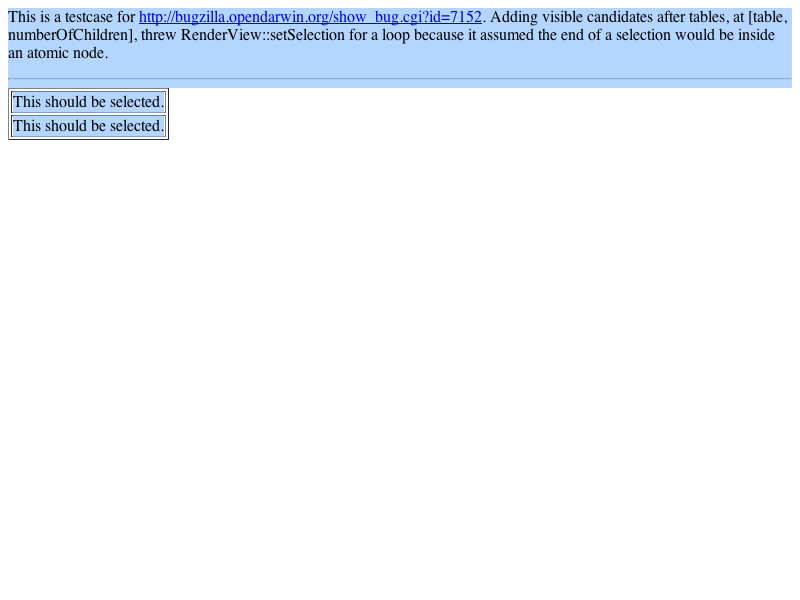 This is a testcase for http://bugzilla.opendarwin.org/show_bug.cgi?id=7152. Adding visible candidates after tables, at [table,
numberOfChildren], threw RenderView::setSelection for a loop because it assumed the end of a selection would be inside
an atomic node.
This should be selected.
This should be selected.